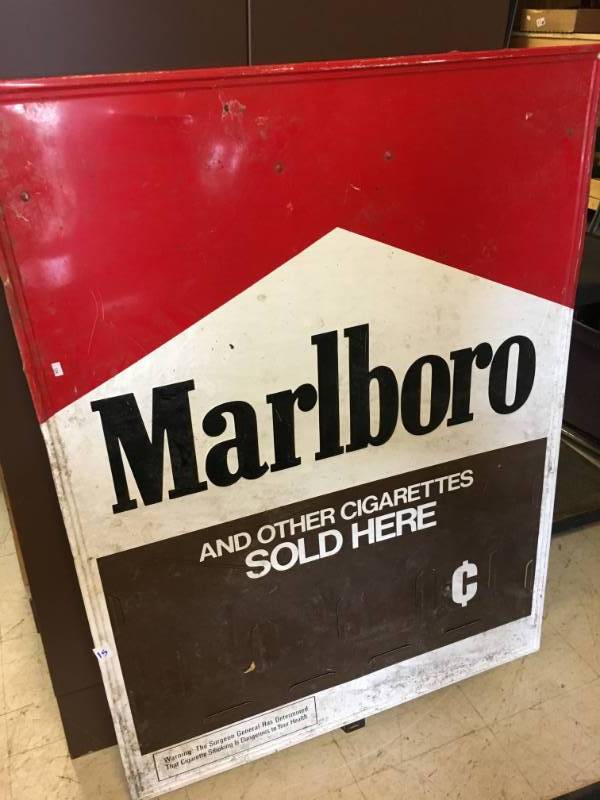 Marlboro
AND OTHER CIGARETTES
SOLD HERE
¢
15
Warning: The Surgeon General Has Determined
That Cigarette Smoking Is Dangerous to Your Health